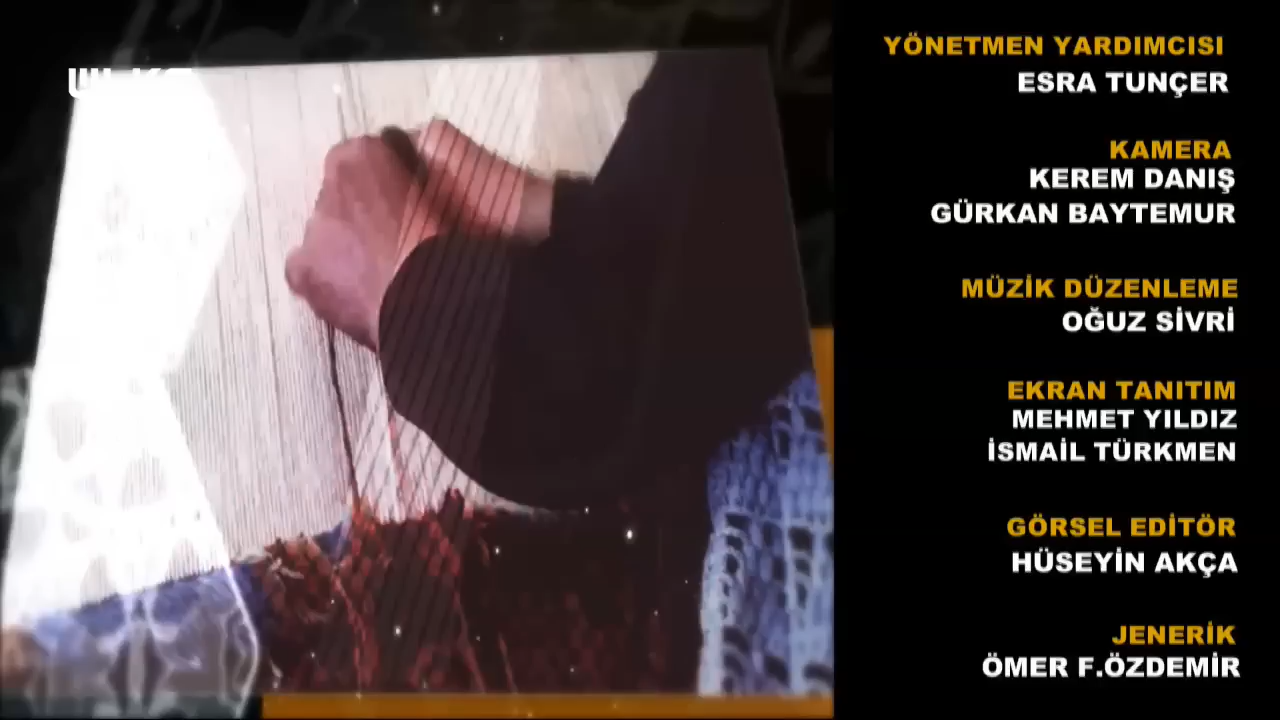 ÜLKE
YÖNETMEN YARDIMCISI
ESRA TUNÇER
KAMERA
KEREM DANIŞ
GÜRKAN BAYTEMUR
MÜZİK DÜZENLEME
OĞUZ SİVRİ
EKRAN TANITIM
MEHMET YILDIZ
İSMAİL TÜRKMEN
GÖRSEL EDİTÖR
HÜSEYİN AKÇA
JENERİK
ÖMER F.ÖZDEMİR